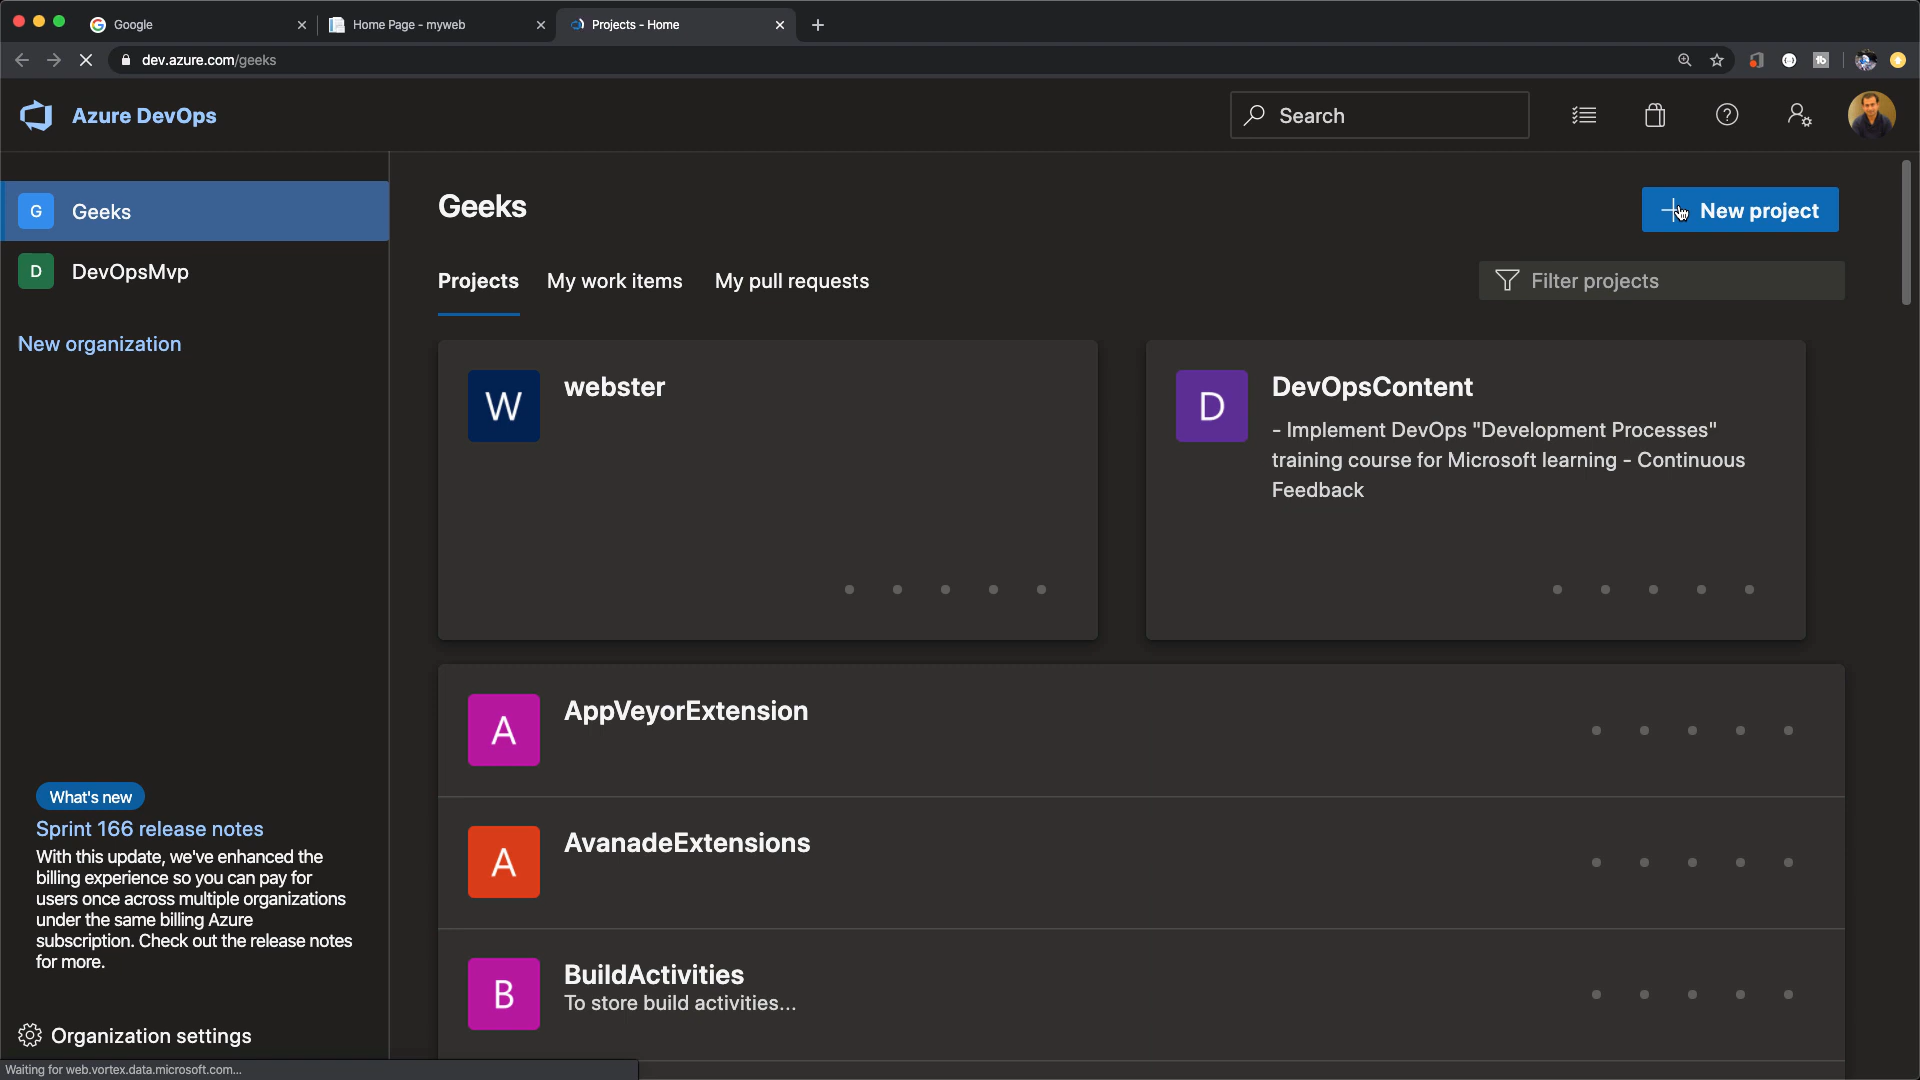 Google
Home Page - myweb
Projects - Home
dev.azure.com/geeks
Azure DevOps
Search
G
Geeks
D
DevOpsMvp
New organization
Geeks
New project
Projects
My work items
My pull requests
Filter projects
W
webster
D
DevOpsContent
- Implement DevOps "Development Processes"
training course for Microsoft learning - Continuous
Feedback
A
AppVeyorExtension
A
AvanadeExtensions
B
BuildActivities
To store build activities...
What's new
Sprint 166 release notes
With this update, we've enhanced the
billing experience so you can pay for
users once across multiple organizations
under the same billing Azure
subscription. Check out the release notes
for more.
Organization settings
Waiting for web.vortex.data.microsoft.com...